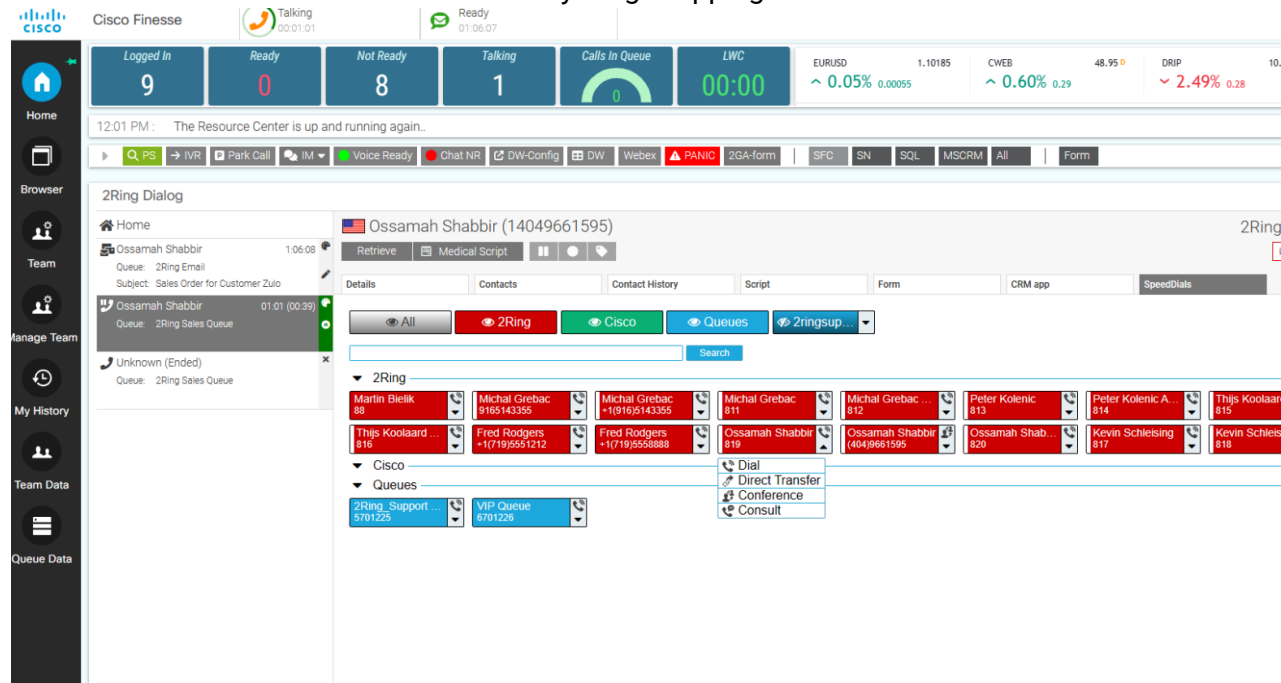 CISCO
Cisco Finesse
Talking
00:01:01
Ready
01:06:07
Logged In
9
Ready
0
Not Ready
8
Talking
1
Calls In Queue
0
LWC
00:00
EURUSD 1.10185
0.05% 0.00055
CWEB 48.95 D
0.60% 0.29
DRIP 10.
2.49% 0.28
12:01 PM : The Resource Center is up and running again..
PS IVR Park Call IM Voice Ready Chat NR DW-Config DW Webex PANIC 2GA-form SFC SN SQL MSCRM All Form
Home
Browser
Team
Manage Team
My History
Team Data
Queue Data
2Ring Dialog
Home
Ossamah Shabbir 1:06:08
Queue: 2Ring Email
Subject: Sales Order for Customer Zulo
Ossamah Shabbir 01:01 (00:39)
Queue: 2Ring Sales Queue
Unknown (Ended)
Queue: 2Ring Sales Queue
Ossamah Shabbir (14049661595)
2Ring
Retrieve Medical Script
Details Contacts Contact History Script Form CRM app SpeedDials
All 2Ring Cisco Queues 2ringsup...
Search
2Ring
Martin Bielik
88
Michal Grebac
9165143355
Michal Grebac
+1(916)5143355
Michal Grebac
811
Michal Grebac ...
812
Peter Kolenic
813
Peter Kolenic A...
814
Thijs Koolaard
815
Thijs Koolaard ...
816
Fred Rodgers
+1(719)5551212
Fred Rodgers
+1(719)5558888
Ossamah Shabbir
819
Ossamah Shabbir
(404)9661595
Ossamah Shab...
820
Kevin Schleising
817
Kevin Schleis
818
Dial
Direct Transfer
Conference
Consult
Cisco
Queues
2Ring_Support ...
5701225
VIP Queue
6701226